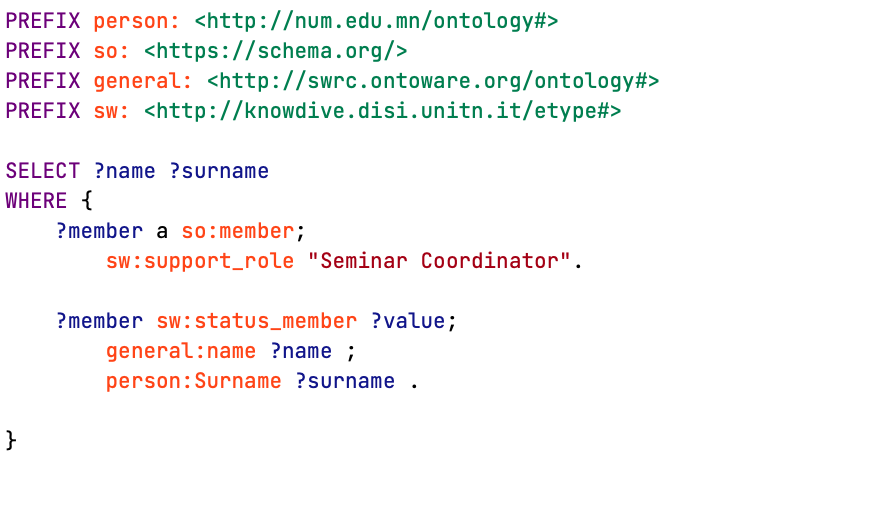 PREFIX person: <http://num.edu.mn/ontology#>
PREFIX so: <https://schema.org/>
PREFIX general: <http://swrc.ontoware.org/ontology#>
PREFIX sw: <http://knowdive.disi.unitn.it/etype#>
SELECT ?name ?surname
WHERE {
?member a so:member;
sw:support_role "Seminar Coordinator".
?member sw:status_member ?value;
general:name ?name ;
person:Surname ?surname .
}